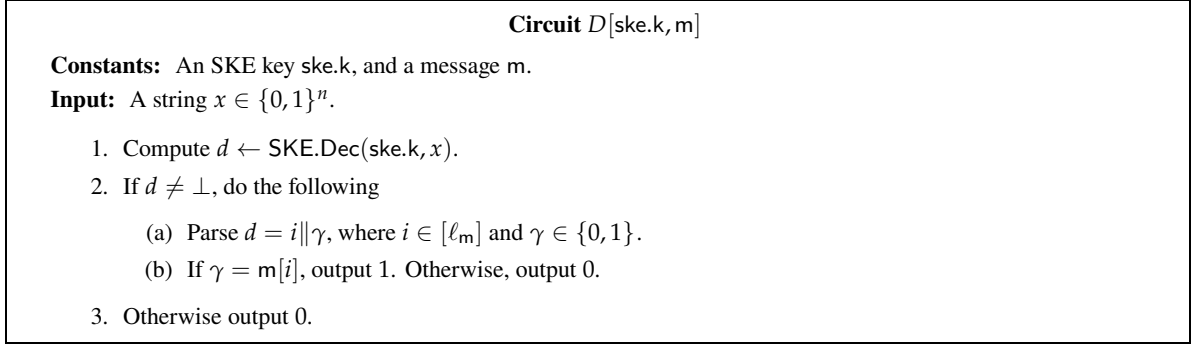 Circuit D[ske.k, m]
Constants: An SKE key ske.k, and a message m.
Input: A string x ∈ {0, 1}ⁿ.
1. Compute d ← SKE.Dec(ske.k, x).
2. If d ≠ ⊥, do the following
(a) Parse d = i‖γ, where i ∈ [ℓₘ] and γ ∈ {0, 1}.
(b) If γ = m[i], output 1. Otherwise, output 0.
3. Otherwise output 0.